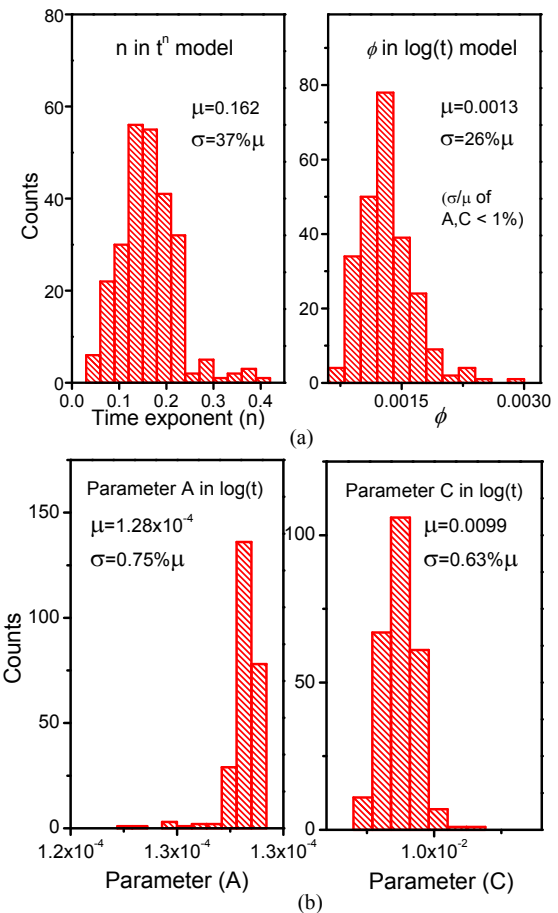 80
60
40
20
0
Counts
n in tⁿ model
μ=0.162
σ=37%μ
0.0 0.1 0.2 0.3 0.4
Time exponent (n)
80
60
40
20
0
ϕ in log(t) model
μ=0.0013
σ=26%μ
(σ/μ of
A,C < 1%)
0.0015 0.0030
ϕ
(a)
150
100
50
0
Counts
Parameter A in log(t)
μ=1.28x10⁻⁴
σ=0.75%μ
1.2x10⁻⁴ 1.3x10⁻⁴ 1.3x10⁻⁴
Parameter (A)
100
50
0
Parameter C in log(t)
μ=0.0099
σ=0.63%μ
1.0x10⁻²
Parameter (C)
(b)